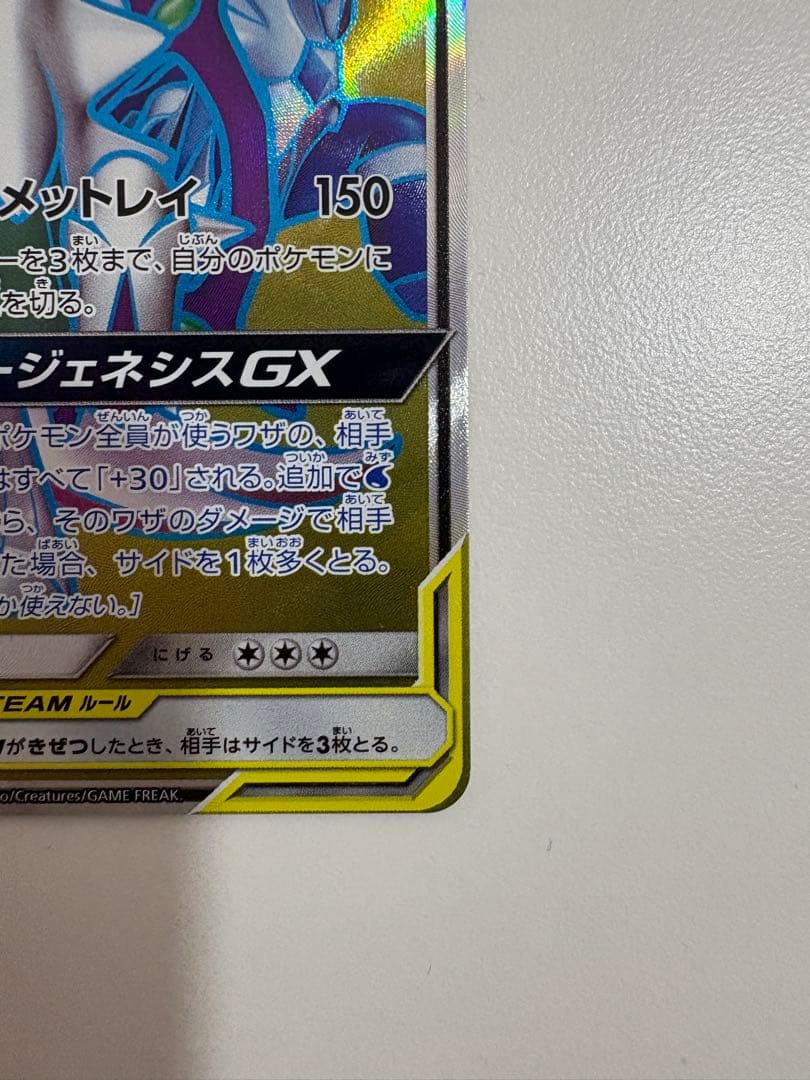 メットレイ 150
ーを3枚まで、自分のポケモンに
を切る。
ージェネシスGX
ポケモン全員が使うワザの、相手
はすべて「+30」される。追加で
ら、そのワザのダメージで相手
た場合、サイドを1枚多くとる。
か使えない。]
にげる
TEAM ルール
がきぜつしたとき、相手はサイドを3枚とる。
o/Creatures/GAME FREAK.